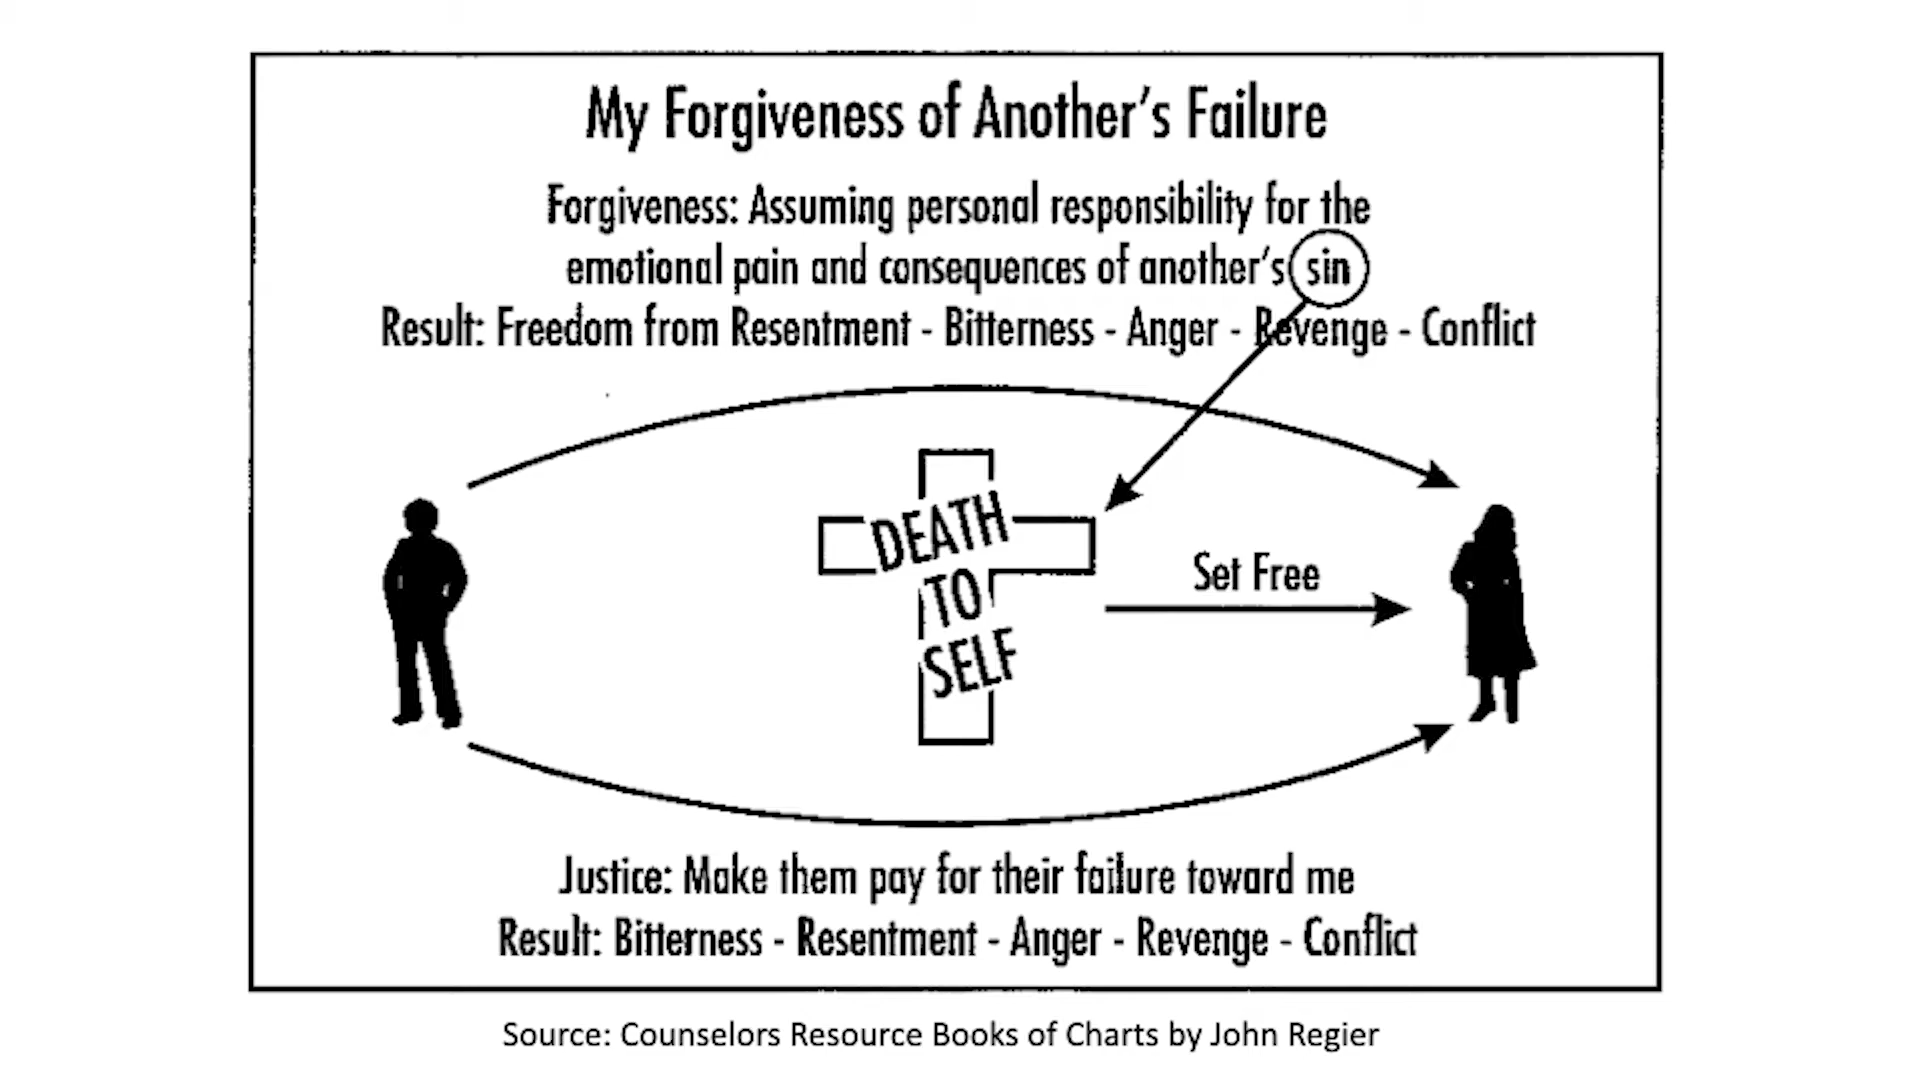 My Forgiveness of Another's Failure
Forgiveness: Assuming personal responsibility for the
emotional pain and consequences of another's sin
Result: Freedom from Resentment - Bitterness - Anger - Revenge - Conflict
DEATH
TO
SELF
Set Free
Justice: Make them pay for their failure toward me
Result: Bitterness - Resentment - Anger - Revenge - Conflict
Source: Counselors Resource Books of Charts by John Regier